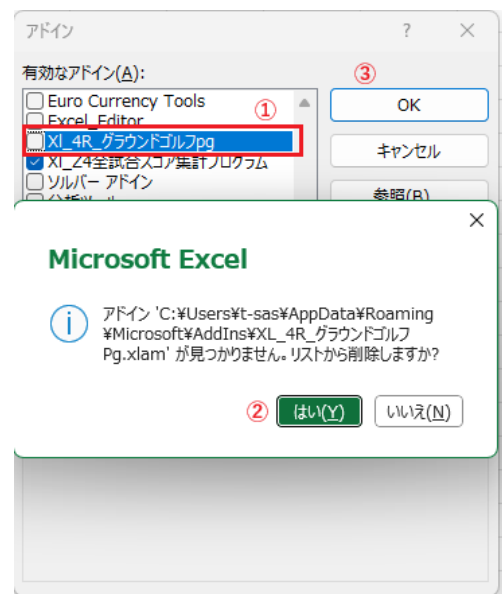 アドイン ? ×
有効なアドイン(A):
③
Euro Currency Tools
OK
①
Excel_Editor
Xl_4R_グラウンドゴルフpg
キャンセル
Xl_Z4全試合スコア集計プログラム
ソルバー アドイン
参照(B)
Microsoft Excel
アドイン 'C:¥Users¥t-sas¥AppData¥Roaming
¥Microsoft¥AddIns¥XL_4R_グラウンドゴルフ
Pg.xlam' が見つかりません。リストから削除しますか?
② はい(Y) いいえ(N)